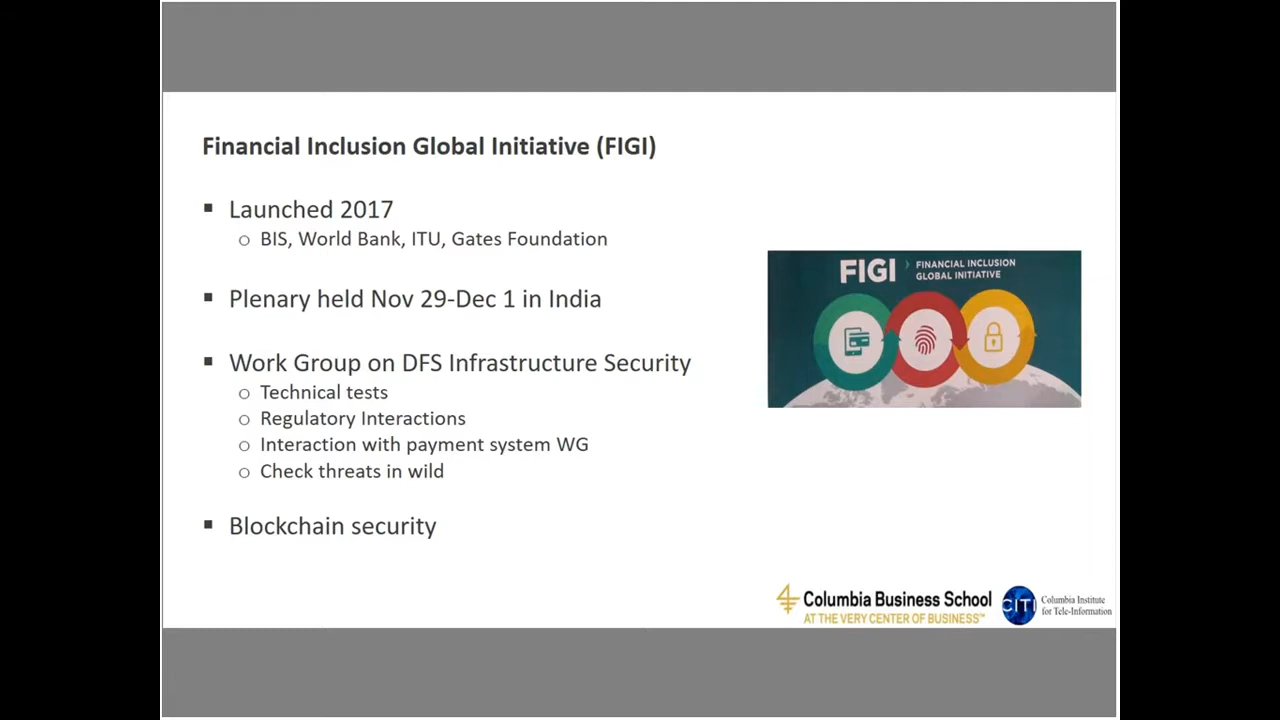 Financial Inclusion Global Initiative (FIGI)
Launched 2017
BIS, World Bank, ITU, Gates Foundation
Plenary held Nov 29-Dec 1 in India
Work Group on DFS Infrastructure Security
Technical tests
Regulatory Interactions
Interaction with payment system WG
Check threats in wild
Blockchain security
FIGI
FINANCIAL INCLUSION
GLOBAL INITIATIVE
Columbia Business School
AT THE VERY CENTER OF BUSINESS™
CITI
Columbia Institute
for Tele-Information